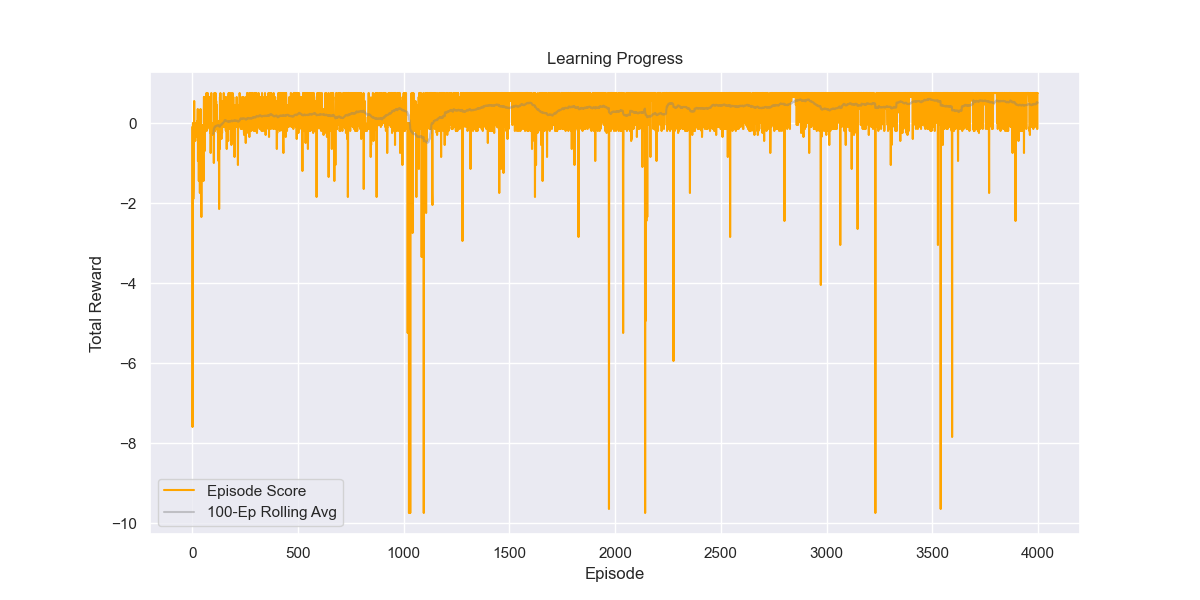 Learning Progress
Total Reward
0
−2
−4
−6
−8
−10
Episode Score
100-Ep Rolling Avg
0 500 1000 1500 2000 2500 3000 3500 4000
Episode